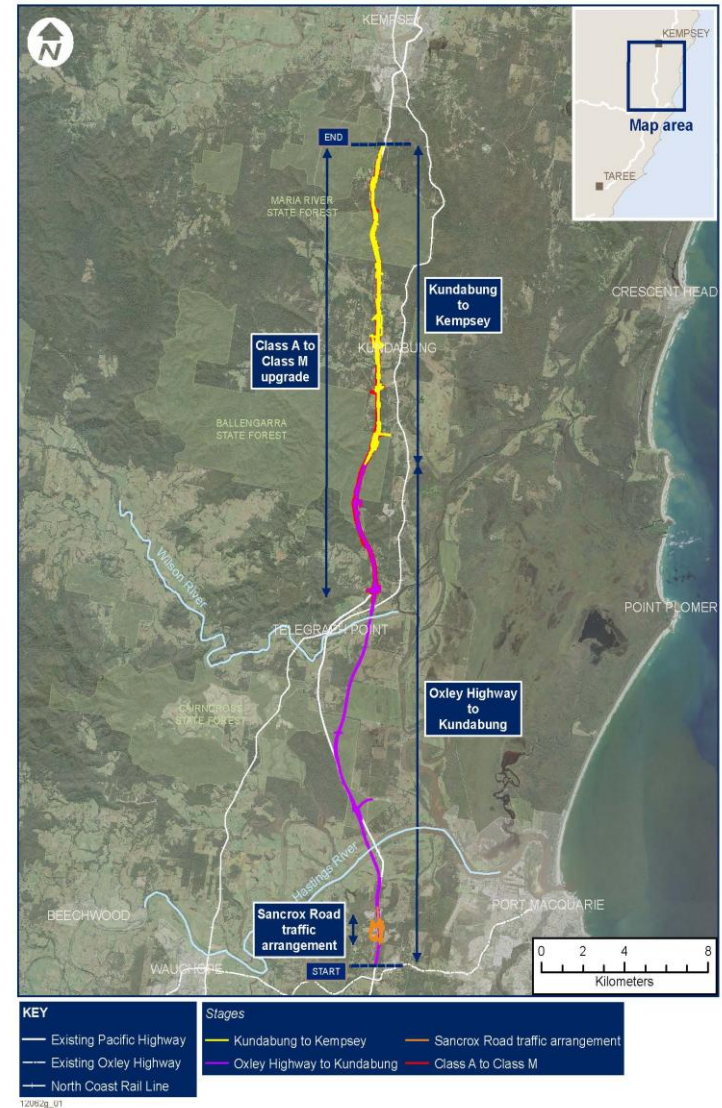 KEMPSEY
N
KEMPSEY
Map area
TAREE
END
MARIA RIVER
STATE FOREST
CRESCENT HEAD
Kundabung
to
Kempsey
Class A to
Class M
upgrade
KUNDABUNG
BALLENGARRA
STATE FOREST
Wilson River
POINT PLOMER
TELEGRAPH POINT
CAIRNCROSS
STATE FOREST
Oxley Highway
to
Kundabung
Hastings River
BEECHWOOD
PORT MACQUARIE
Sancrox Road
traffic
arrangement
WAUCHOPE
START
0 2 4 8
Kilometers
KEY
Existing Pacific Highway
Existing Oxley Highway
North Coast Rail Line
Stages
Kundabung to Kempsey
Oxley Highway to Kundabung
Sancrox Road traffic arrangement
Class A to Class M
12062g_01